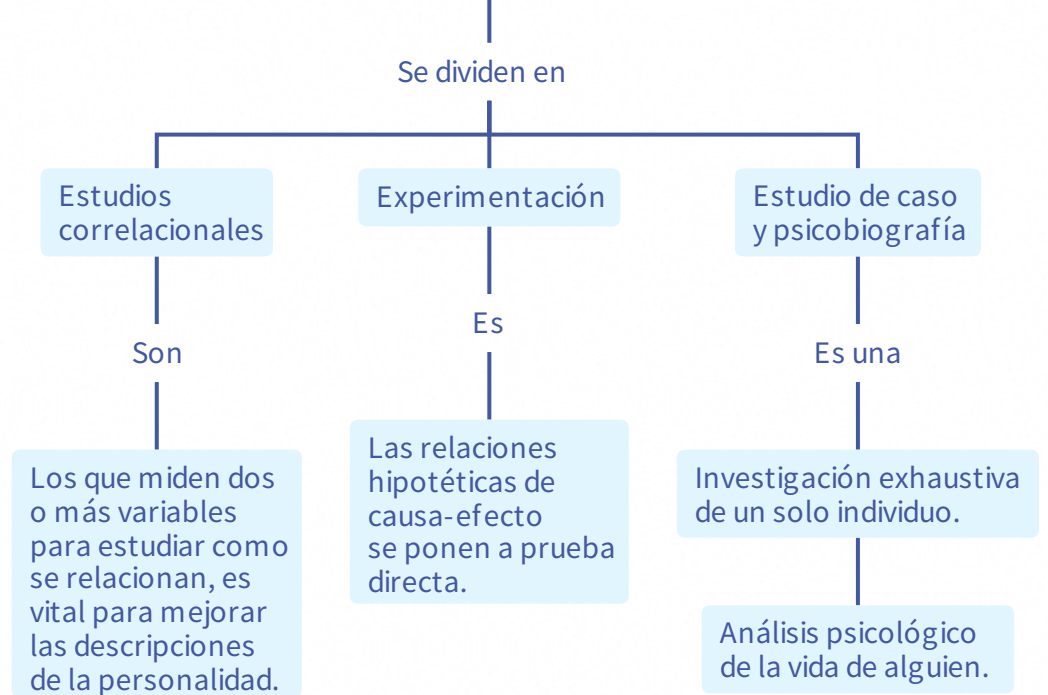 Se dividen en
Estudios
correlacionales
Experimentación
Estudio de caso
y psicobiografía
Son
Es
Es una
Los que miden dos
o más variables
para estudiar como
se relacionan, es
vital para mejorar
las descripciones
de la personalidad.
Las relaciones
hipotéticas de
causa-efecto
se ponen a prueba
directa.
Investigación exhaustiva
de un solo individuo.
Análisis psicológico
de la vida de alguien.